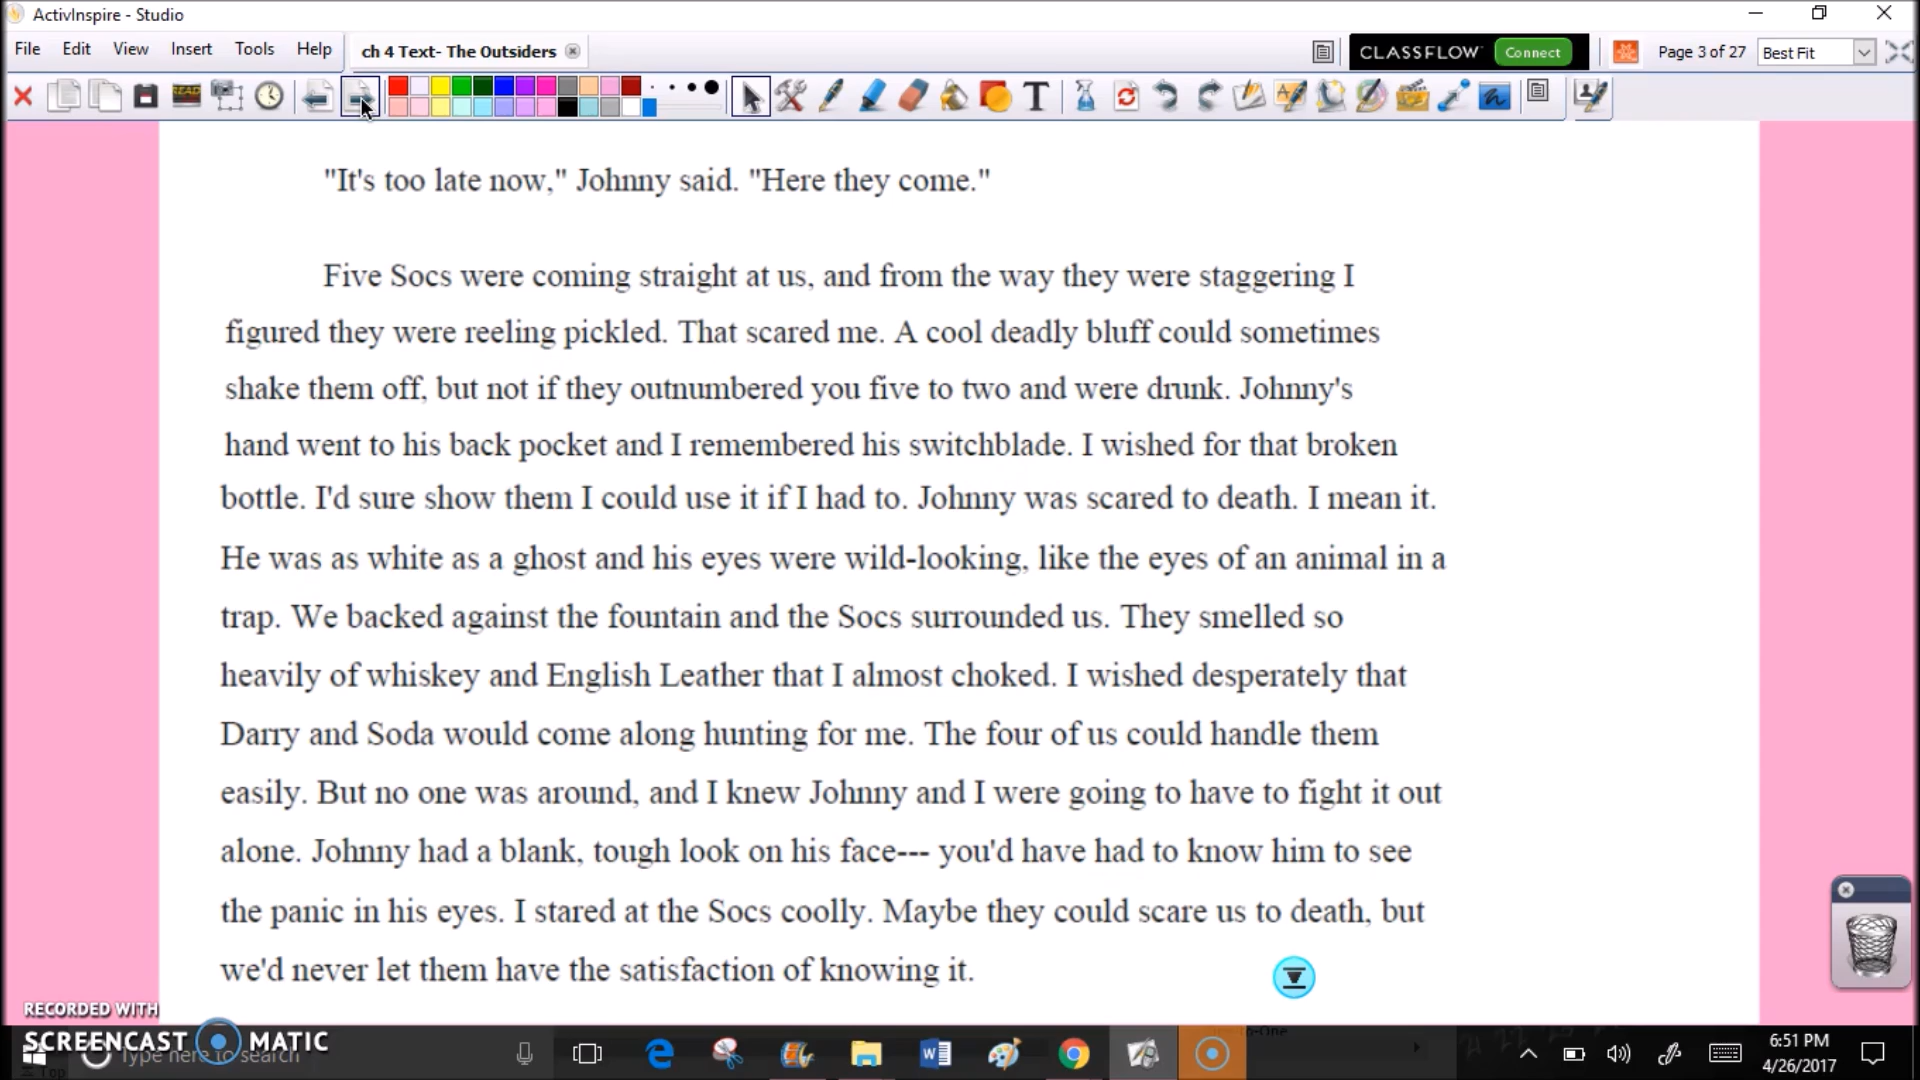 ActivInspire - Studio
File Edit View Insert Tools Help
ch 4 Text- The Outsiders
CLASSFLOW Connect
Page 3 of 27
Best Fit
"It's too late now," Johnny said. "Here they come."
Five Socs were coming straight at us, and from the way they were staggering I
figured they were reeling pickled. That scared me. A cool deadly bluff could sometimes
shake them off, but not if they outnumbered you five to two and were drunk. Johnny's
hand went to his back pocket and I remembered his switchblade. I wished for that broken
bottle. I'd sure show them I could use it if I had to. Johnny was scared to death. I mean it.
He was as white as a ghost and his eyes were wild-looking, like the eyes of an animal in a
trap. We backed against the fountain and the Socs surrounded us. They smelled so
heavily of whiskey and English Leather that I almost choked. I wished desperately that
Darry and Soda would come along hunting for me. The four of us could handle them
easily. But no one was around, and I knew Johnny and I were going to have to fight it out
alone. Johnny had a blank, tough look on his face--- you'd have had to know him to see
the panic in his eyes. I stared at the Socs coolly. Maybe they could scare us to death, but
we'd never let them have the satisfaction of knowing it.
RECORDED WITH
SCREENCAST MATIC
Type here to search
6:51 PM
4/26/2017